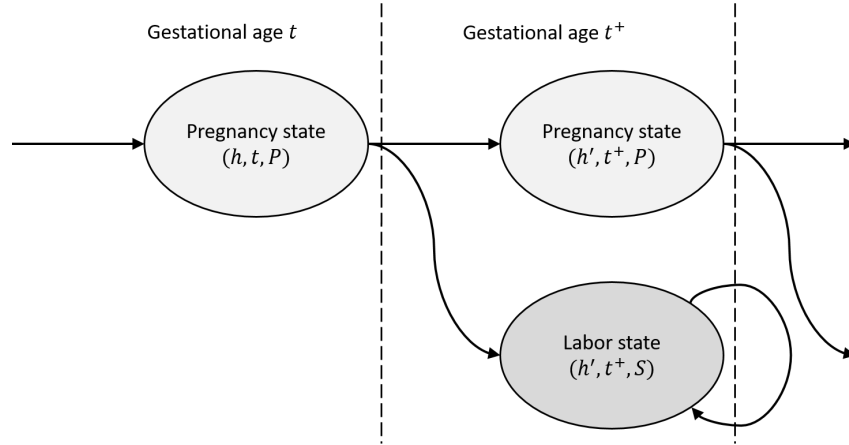 Gestational age t
Gestational age t⁺
Pregnancy state
(h, t, P)
Pregnancy state
(h′, t⁺, P)
Labor state
(h′, t⁺, S)